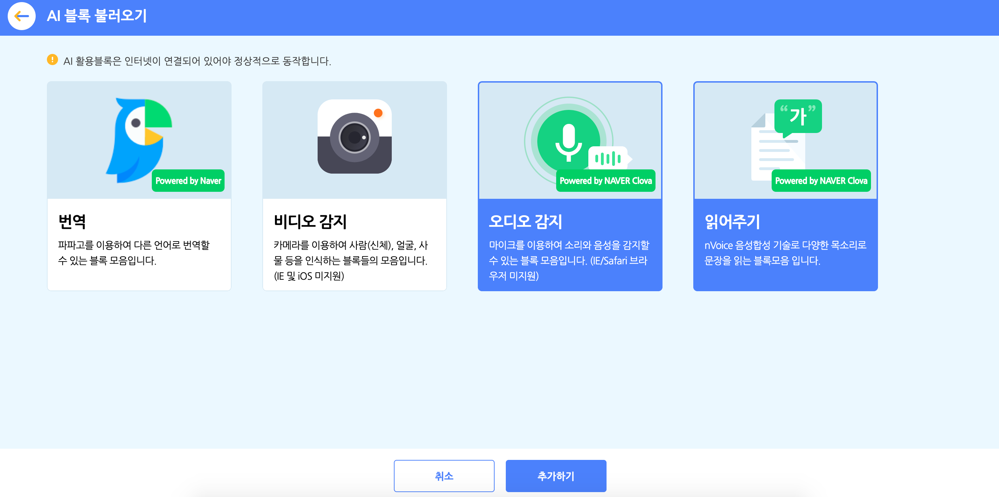 AI 블록 불러오기
AI 활용블록은 인터넷이 연결되어 있어야 정상적으로 동작합니다.
Powered by Naver
번역
파파고를 이용하여 다른 언어로 번역할
수 있는 블록 모음입니다.
비디오 감지
카메라를 이용하여 사람(신체), 얼굴, 사
물 등을 인식하는 블록들의 모음입니다.
(IE 및 iOS 미지원)
Powered by NAVER Clova
오디오 감지
마이크를 이용하여 소리와 음성을 감지할
수 있는 블록 모음입니다. (IE/Safari 브라
우저 미지원)
“가”
Powered by NAVER Clova
읽어주기
nVoice 음성합성 기술로 다양한 목소리로
문장을 읽는 블록모음 입니다.
취소
추가하기